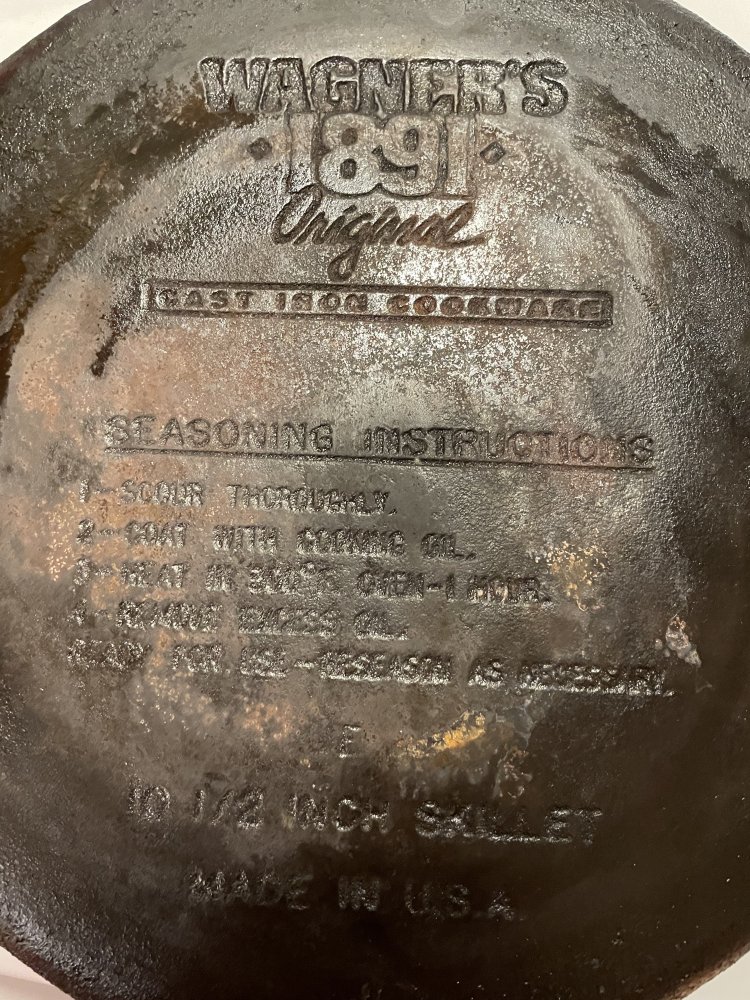 WAGNER'S
1891
Original
CAST IRON COOKWARE
SEASONING INSTRUCTIONS
1-SCOUR THOROUGHLY.
2-COAT WITH COOKING OIL.
3-HEAT IN 300°F. OVEN-1 HOUR.
4-REMOVE EXCESS OIL.
READY FOR USE-RESEASON AS NECESSARY.
E
10 1/2 INCH SKILLET
MADE IN U.S.A.